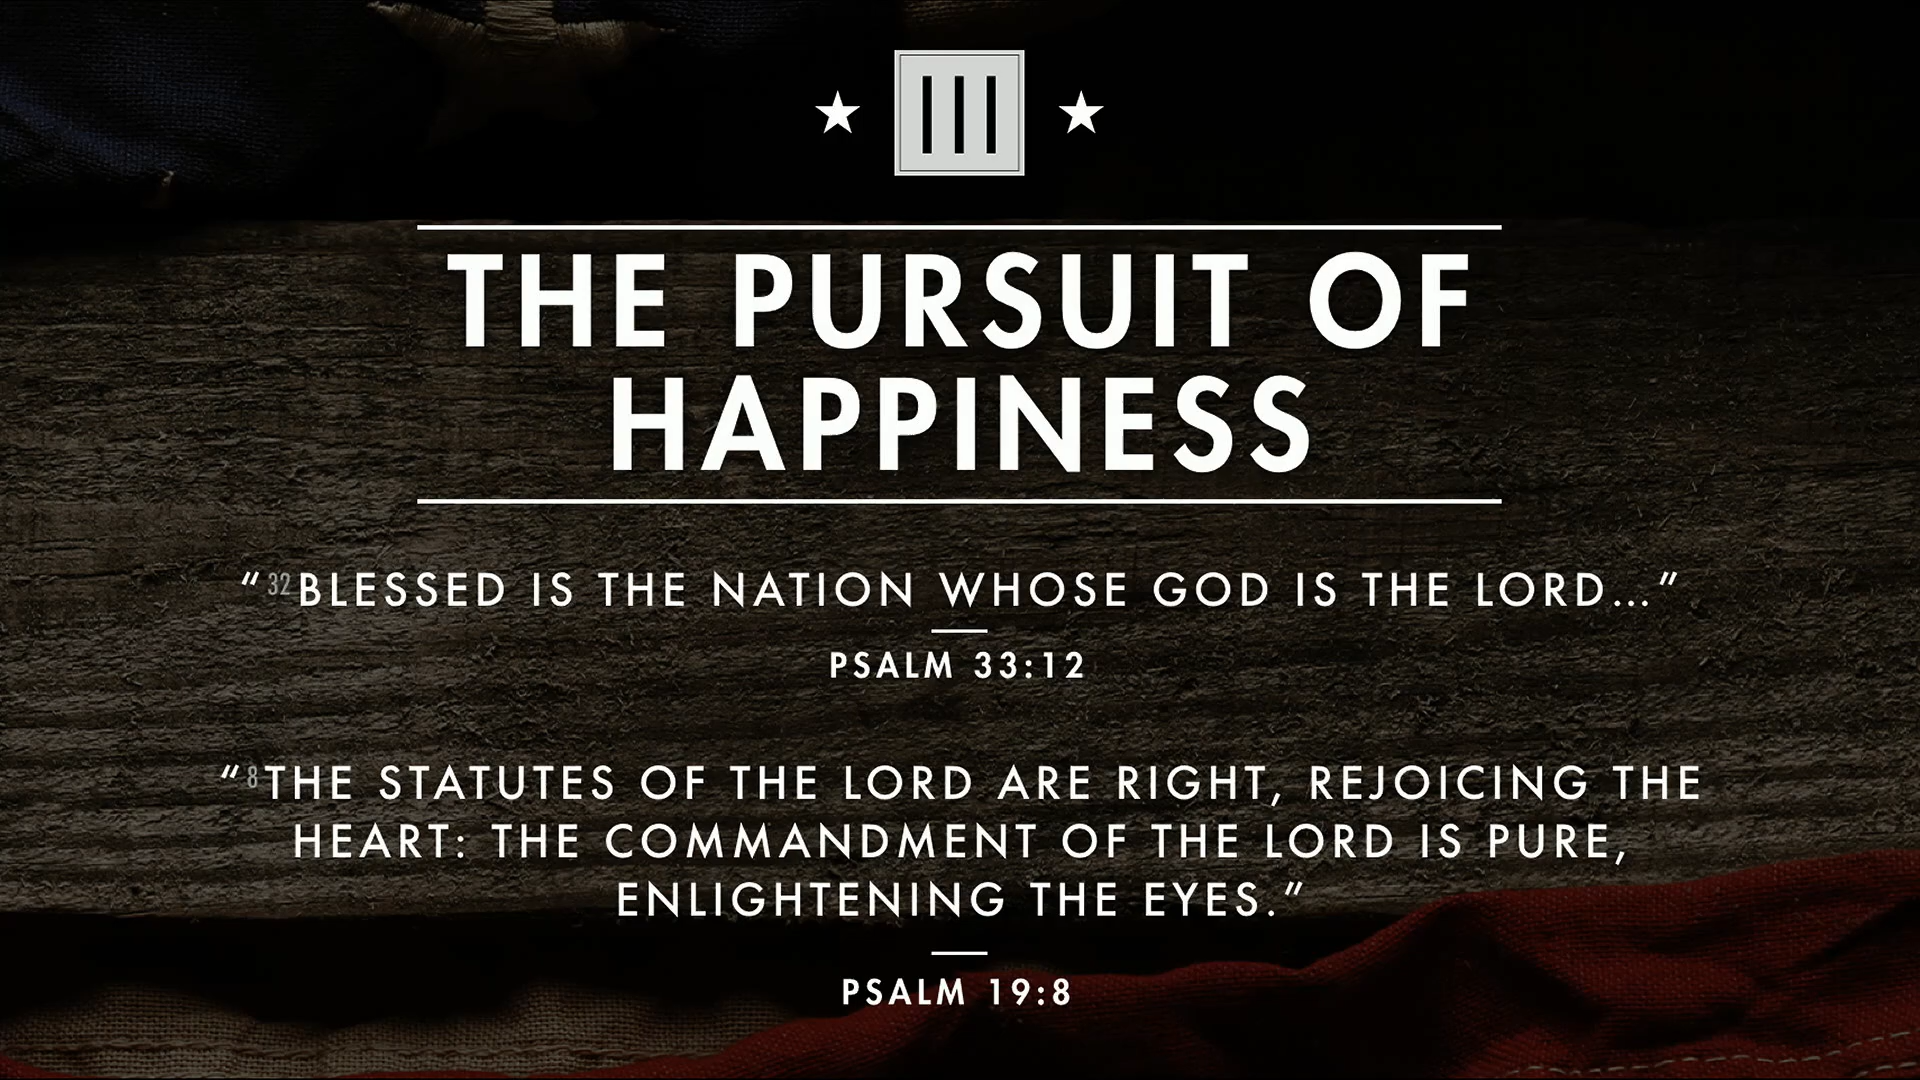 III
THE PURSUIT OF
HAPPINESS
“32BLESSED IS THE NATION WHOSE GOD IS THE LORD...”
PSALM 33:12
“8THE STATUTES OF THE LORD ARE RIGHT, REJOICING THE
HEART: THE COMMANDMENT OF THE LORD IS PURE,
ENLIGHTENING THE EYES.”
PSALM 19:8